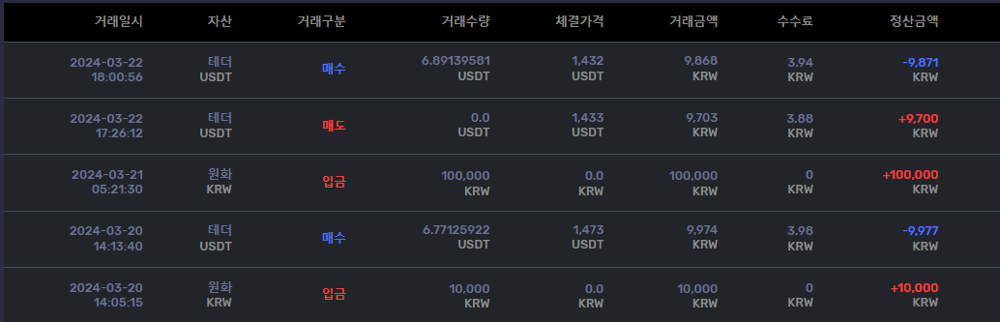 거래일시 자산 거래구분 거래수량 체결가격 거래금액 수수료 정산금액
2024-03-22 테더 매수 6.89139581 1,432 9,868 3.94 -9,871
18:00:56 USDT USDT USDT KRW KRW KRW
2024-03-22 테더 매도 0.0 1,433 9,703 3.88 +9,700
17:26:12 USDT USDT USDT KRW KRW KRW
2024-03-21 원화 입금 100,000 0.0 100,000 0 +100,000
05:21:30 KRW KRW KRW KRW KRW KRW
2024-03-20 테더 매수 6.77125922 1,473 9,974 3.98 -9,977
14:13:40 USDT USDT USDT KRW KRW KRW
2024-03-20 원화 입금 10,000 0.0 10,000 0 +10,000
14:05:15 KRW KRW KRW KRW KRW KRW